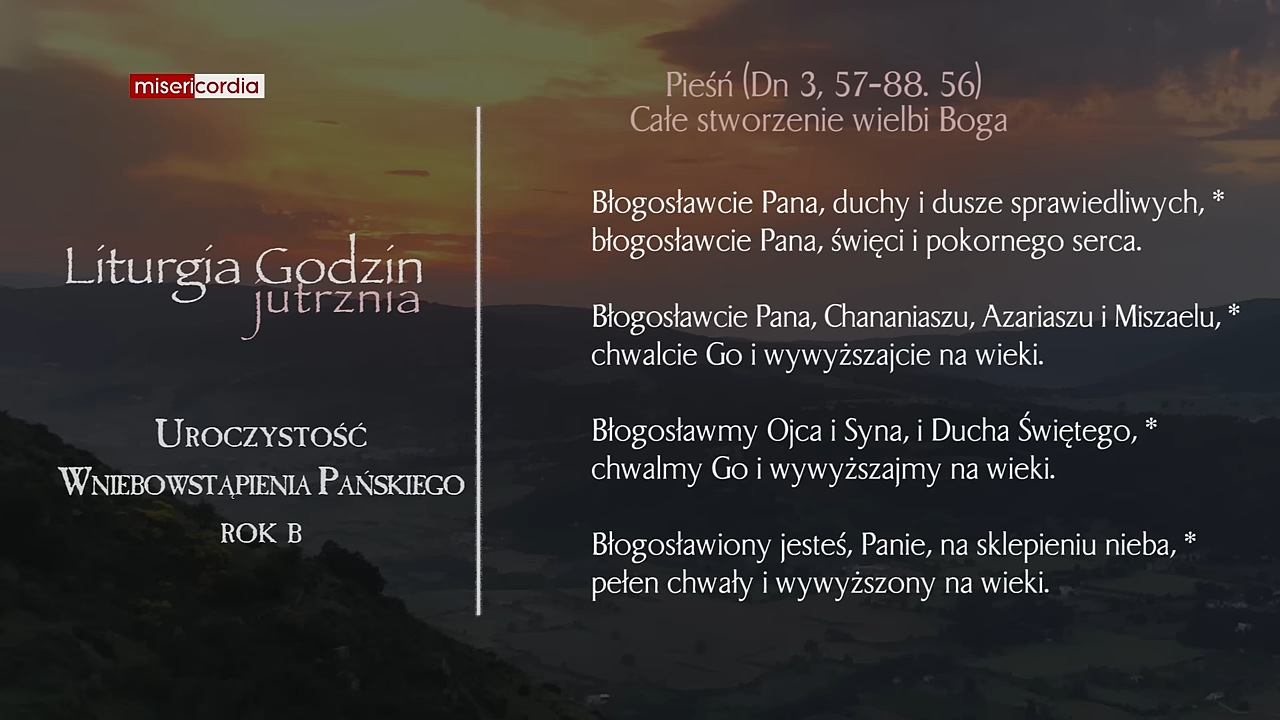 misericordia
Liturgia Godzin
jutrznia
Uroczystość
Wniebowstąpienia Pańskiego
rok B
Pieśń (Dn 3, 57-88. 56)
Całe stworzenie wielbi Boga
Błogosławcie Pana, duchy i dusze sprawiedliwych, *
błogosławcie Pana, święci i pokornego serca.
Błogosławcie Pana, Chananiaszu, Azariaszu i Miszaelu, *
chwalcie Go i wywyższajcie na wieki.
Błogosławmy Ojca i Syna, i Ducha Świętego, *
chwalmy Go i wywyższajmy na wieki.
Błogosławiony jesteś, Panie, na sklepieniu nieba, *
pełen chwały i wywyższony na wieki.